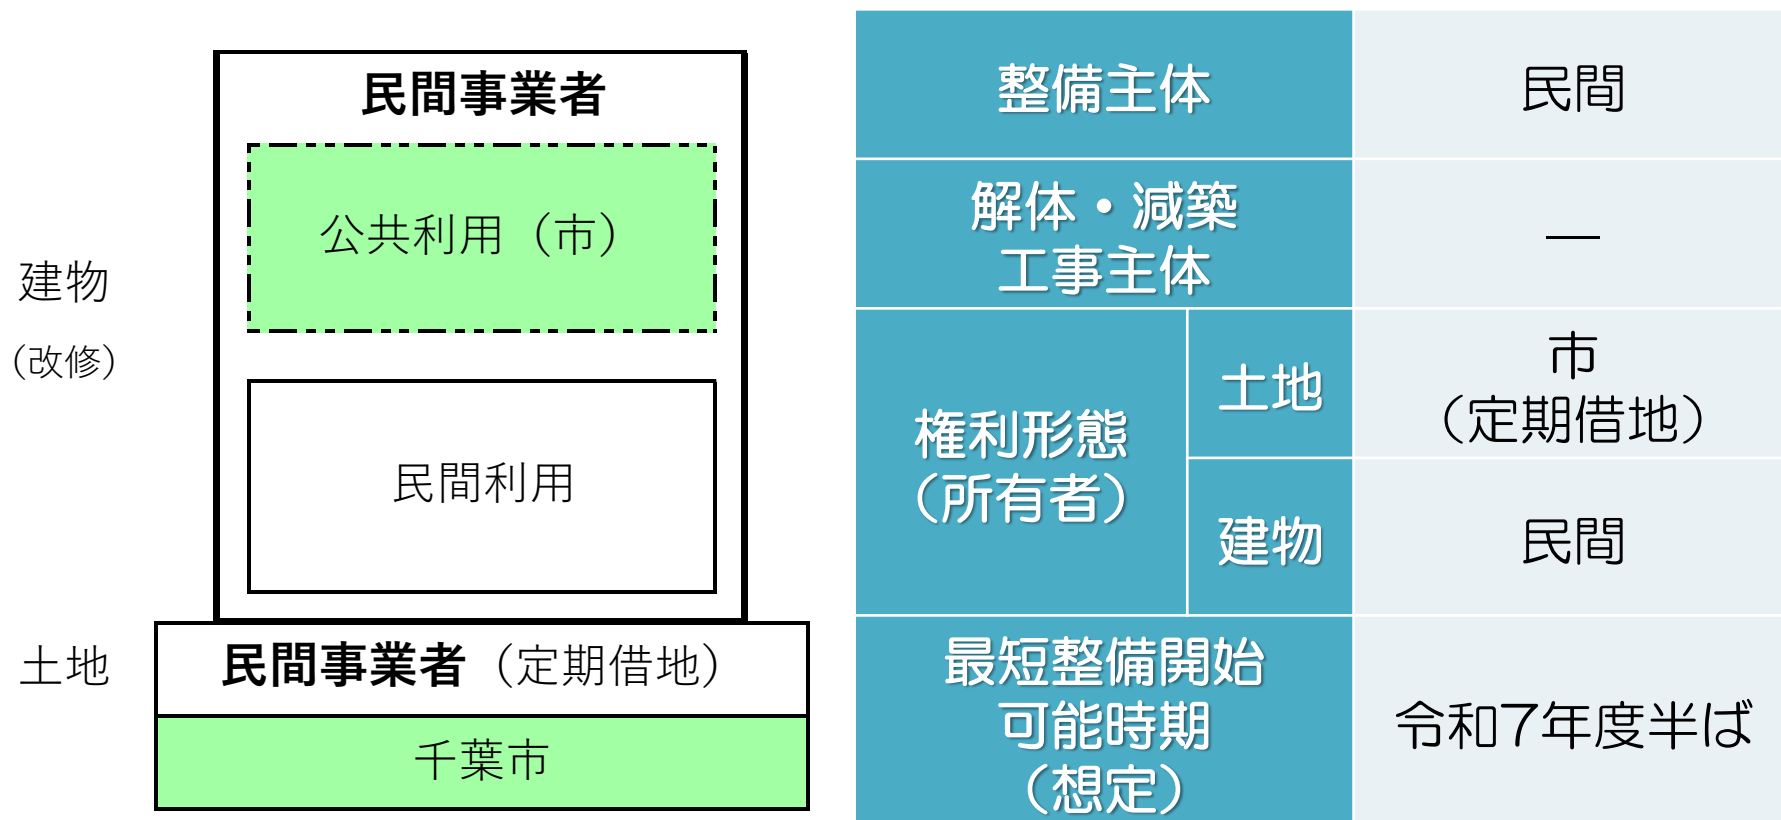 民間事業者
公共利用（市）
建物
（改修）
民間利用
土地
民間事業者（定期借地）
千葉市
整備主体
民間
解体・減築
工事主体
―
権利形態
（所有者）
土地
市
（定期借地）
建物
民間
最短整備開始
可能時期
（想定）
令和7年度半ば